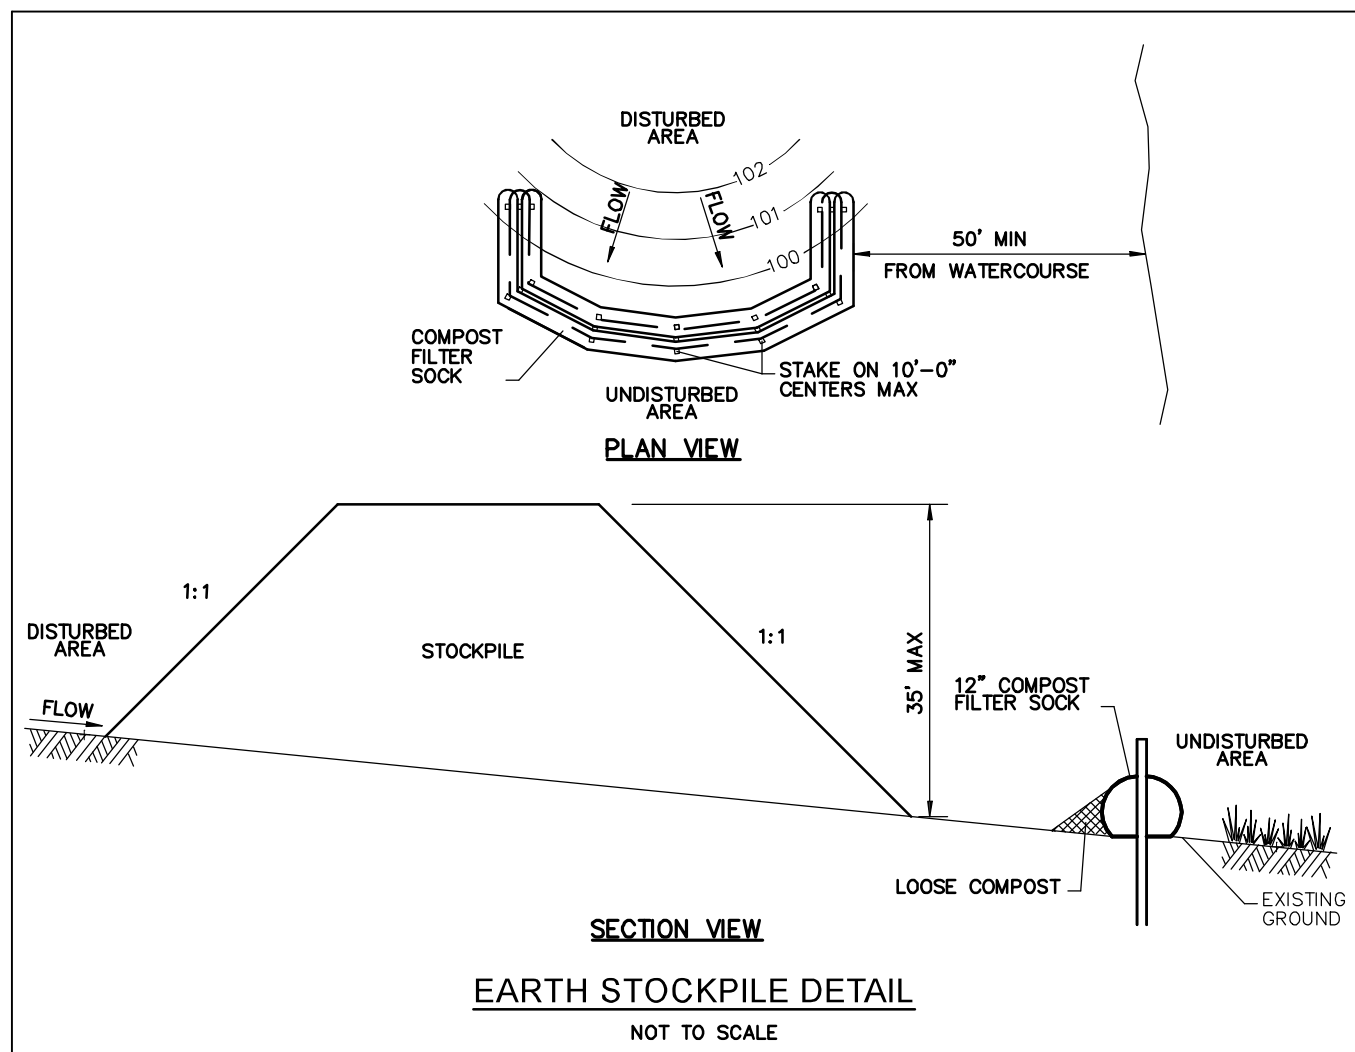 DISTURBED
AREA
102
FLOW
FLOW
101
100
50' MIN
FROM WATERCOURSE
COMPOST
FILTER
SOCK
STAKE ON 10'-0"
CENTERS MAX
UNDISTURBED
AREA
PLAN VIEW
1:1
DISTURBED
AREA
FLOW
STOCKPILE
1:1
35' MAX
12" COMPOST
FILTER SOCK
UNDISTURBED
AREA
LOOSE COMPOST
EXISTING
GROUND
SECTION VIEW
EARTH STOCKPILE DETAIL
NOT TO SCALE